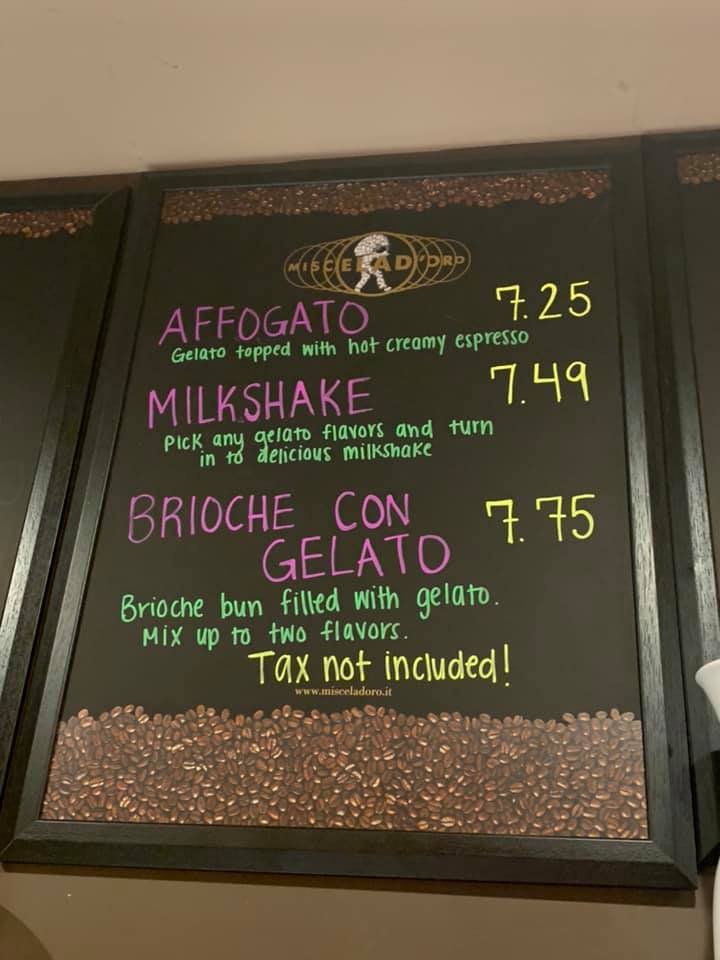 MISCELA D'ORO
AFFOGATO 7.25
Gelato topped with hot creamy espresso
MILKSHAKE 7.49
Pick any gelato flavors and turn
in to delicious milkshake
BRIOCHE CON 7.75
GELATO
Brioche bun filled with gelato.
Mix up to two flavors.
Tax not included!
www.misceladoro.it